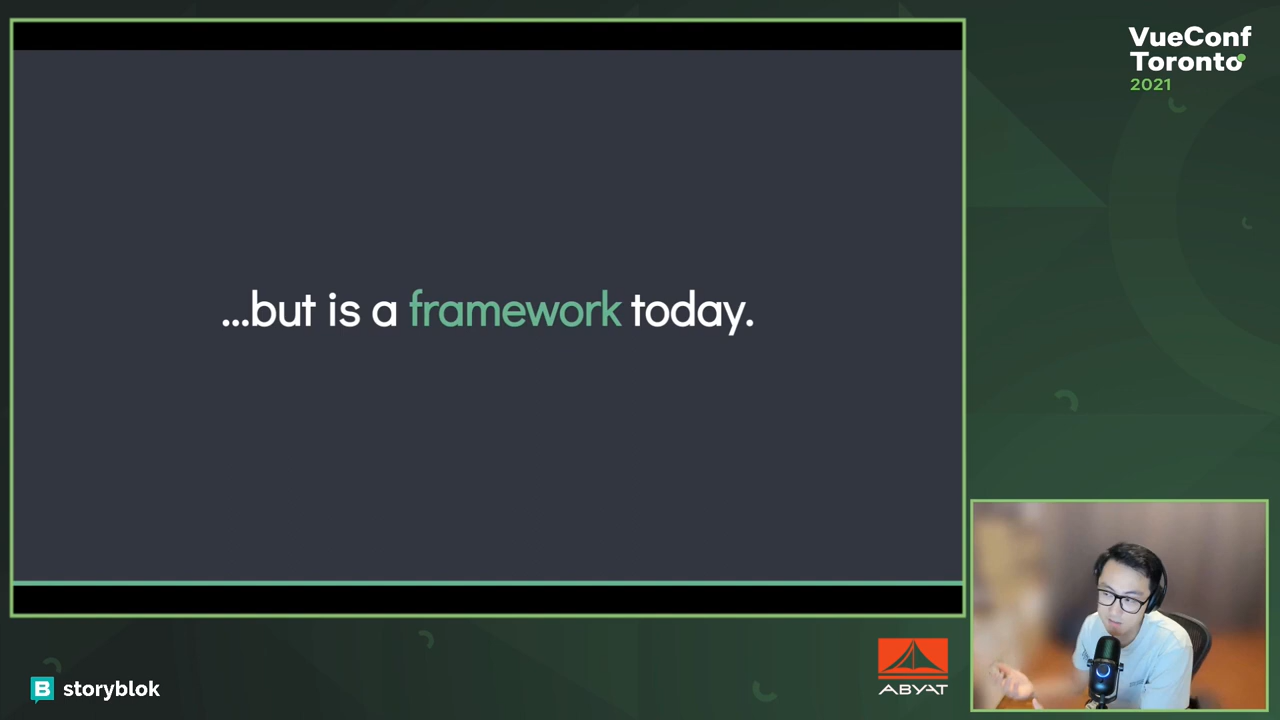 VueConf
Toronto
2021
...but is a framework today.
storyblok
ABYAT